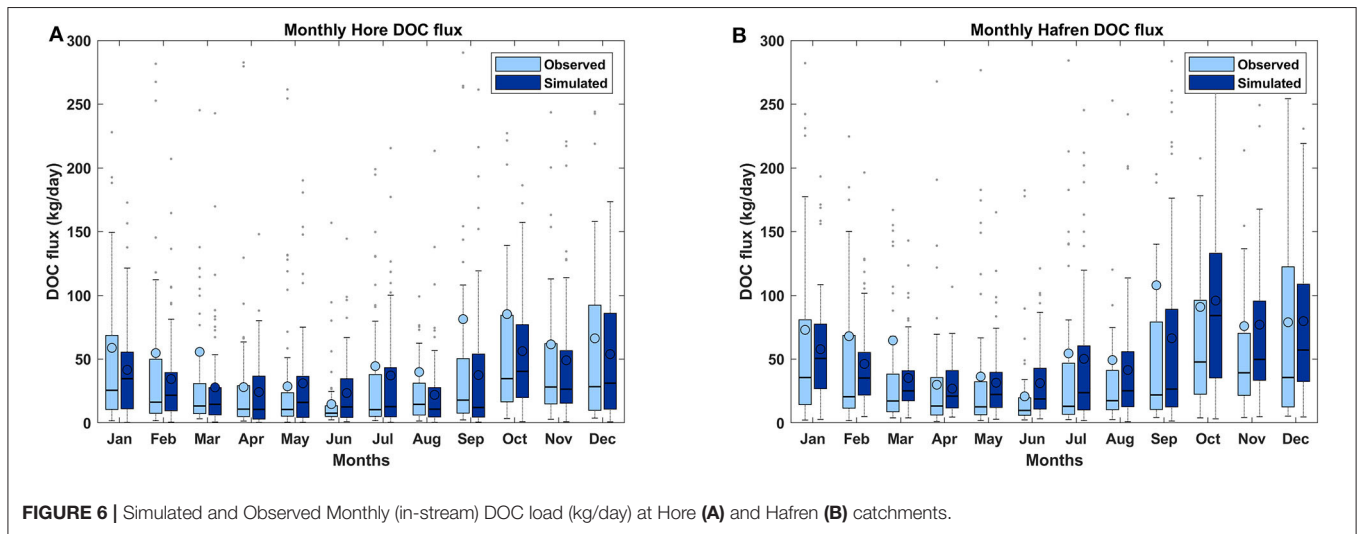 A
Monthly Hore DOC flux
300
250
200
150
100
50
0
DOC flux (kg/day)
Observed
Simulated
Jan Feb Mar Apr May Jun Jul Aug Sep Oct Nov Dec
Months
B
Monthly Hafren DOC flux
300
250
200
150
100
50
0
DOC flux (kg/day)
Observed
Simulated
Jan Feb Mar Apr May Jun Jul Aug Sep Oct Nov Dec
Months
FIGURE 6 | Simulated and Observed Monthly (in-stream) DOC load (kg/day) at Hore (A) and Hafren (B) catchments.